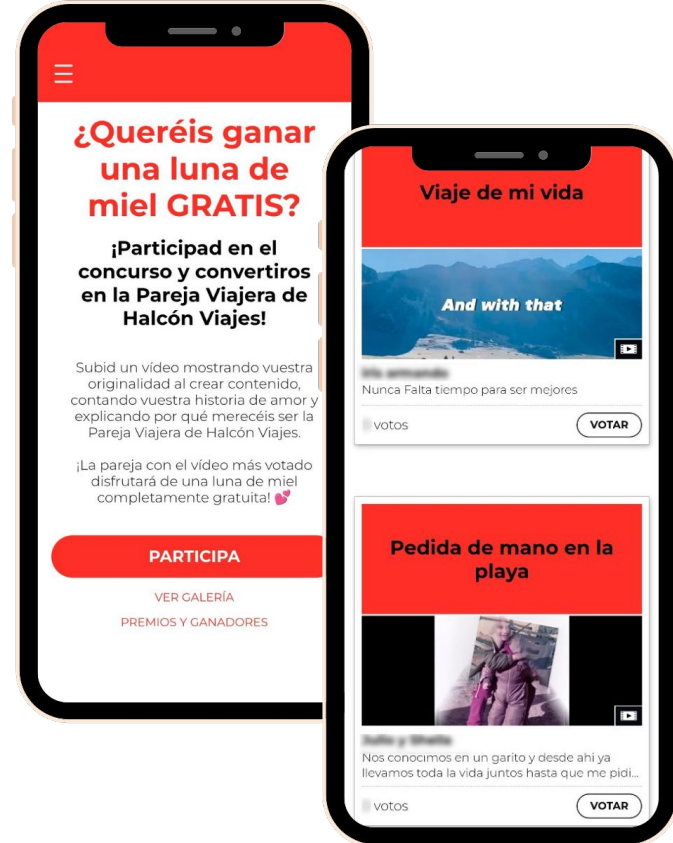 ¿Queréis ganar
una luna de
miel GRATIS?
¡Participad en el
concurso y convertiros
en la Pareja Viajera de
Halcón Viajes!
Subid un vídeo mostrando vuestra
originalidad al crear contenido,
contando vuestra historia de amor y
explicando por qué merecéis ser la
Pareja Viajera de Halcón Viajes.
¡La pareja con el vídeo más votado
disfrutará de una luna de miel
completamente gratuita! 💕
PARTICIPA
VER GALERÍA
PREMIOS Y GANADORES
Viaje de mi vida
And with that
Nunca Falta tiempo para ser mejores
votos
VOTAR
Pedida de mano en la
playa
Nos conocimos en un garito y desde ahi ya
llevamos toda la vida juntos hasta que me pidi...
votos
VOTAR